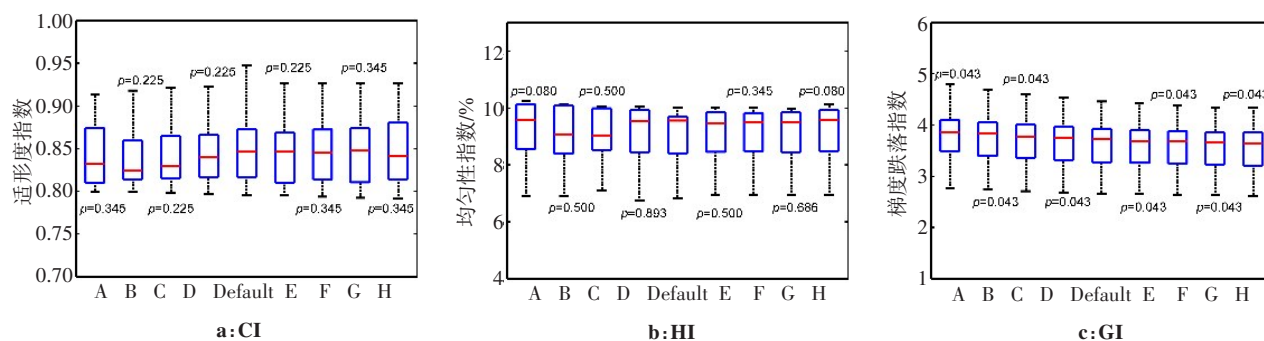 适形度指数
1.00
0.95
0.90
0.85
0.80
0.75
0.70
p=0.225
p=0.225
p=0.225
p=0.345
p=0.345
p=0.225
p=0.345
p=0.345
A B C D Default E F G H
a:CI
均匀性指数/%
12
10
8
6
4
p=0.080
p=0.500
p=0.345
p=0.080
p=0.500
p=0.893
p=0.500
p=0.686
A B C D Default E F G H
b:HI
梯度跌落指数
6
5
4
3
2
1
p=0.043
p=0.043
p=0.043
p=0.043
p=0.043
p=0.043
p=0.043
p=0.043
A B C D Default E F G H
c:GI